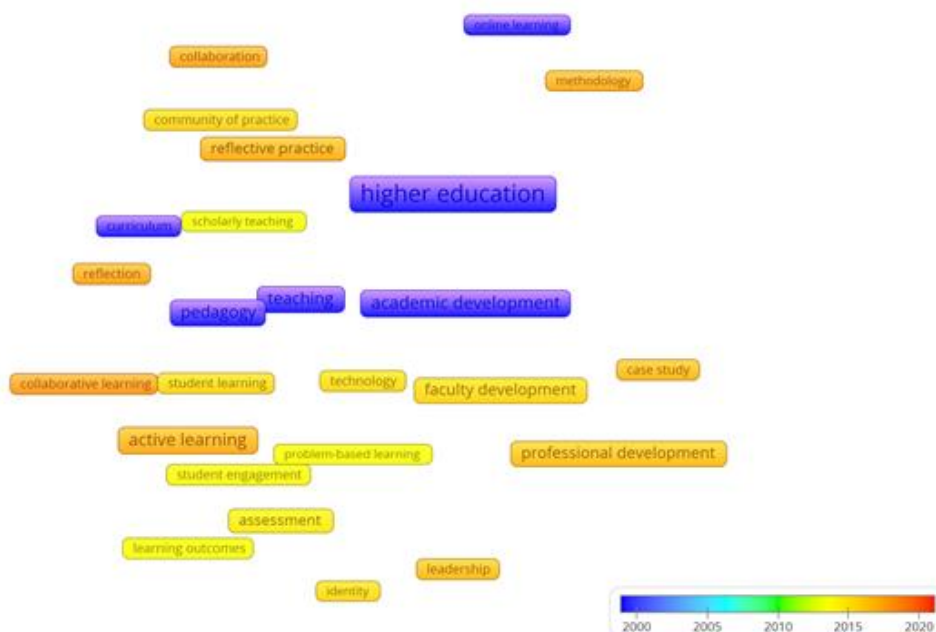 online learning
collaboration
methodology
community of practice
reflective practice
higher education
curriculum
scholarly teaching
reflection
teaching
pedagogy
academic development
collaborative learning
student learning
technology
faculty development
case study
active learning
problem-based learning
professional development
student engagement
assessment
learning outcomes
leadership
identity
2000 2005 2010 2015 2020